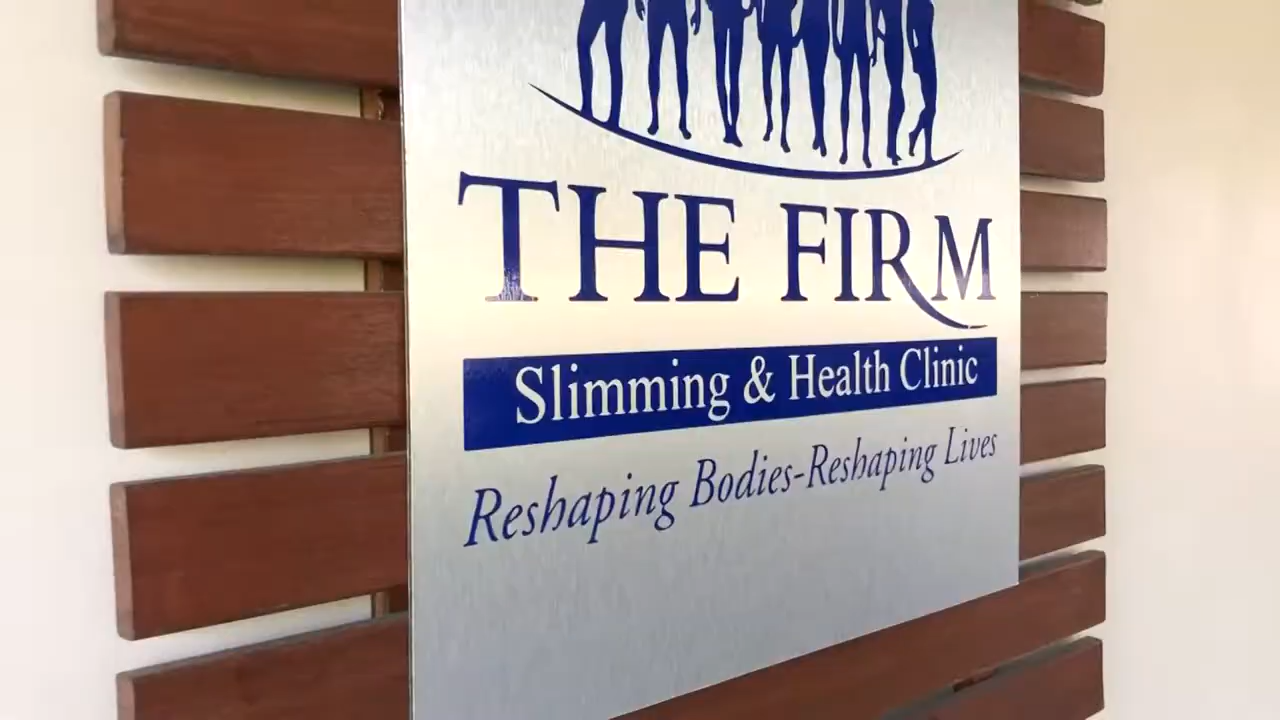 THE FIRM
Slimming & Health Clinic
Reshaping Bodies-Reshaping Lives